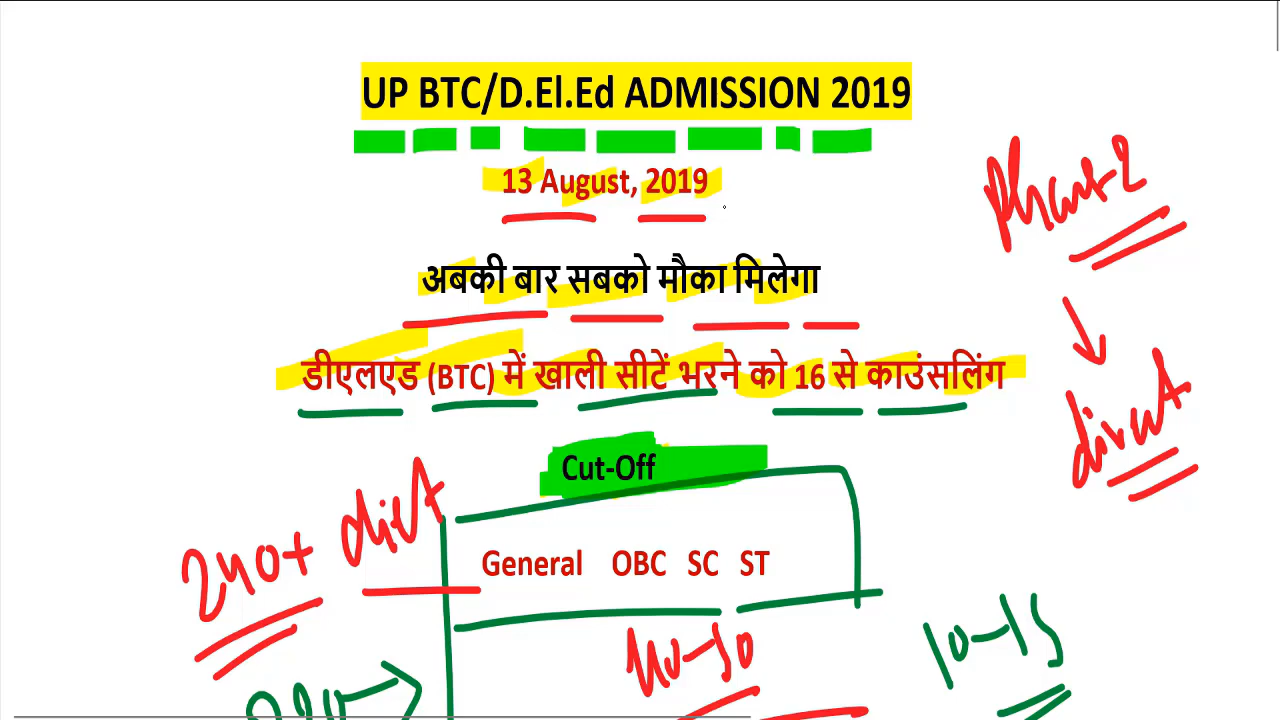 UP BTC/D.El.Ed ADMISSION 2019
13 August, 2019
Phase-2
अबकी बार सबको मौका मिलेगा
डीएलएड (BTC) में खाली सीटें भरने को 16 से काउंसलिंग
direct
Cut-Off
240+ diet
General OBC SC ST
10-15